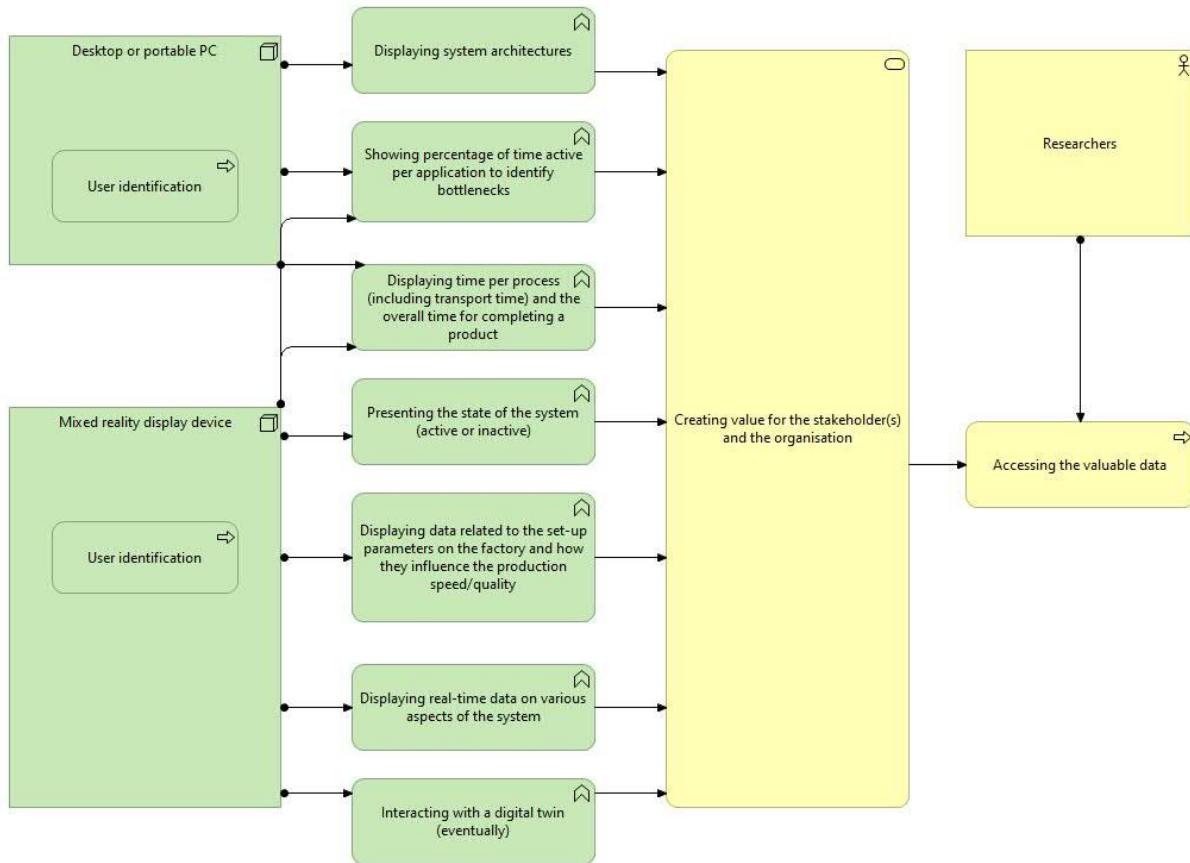 Desktop or portable PC
User identification
Mixed reality display device
User identification
Displaying system architectures
Showing percentage of time active
per application to identify
bottlenecks
Displaying time per process
(including transport time) and the
overall time for completing a
product
Presenting the state of the system
(active or inactive)
Displaying data related to the set-up
parameters on the factory and how
they influence the production
speed/quality
Displaying real-time data on various
aspects of the system
Interacting with a digital twin
(eventually)
Creating value for the stakeholder(s)
and the organisation
Researchers
Accessing the valuable data